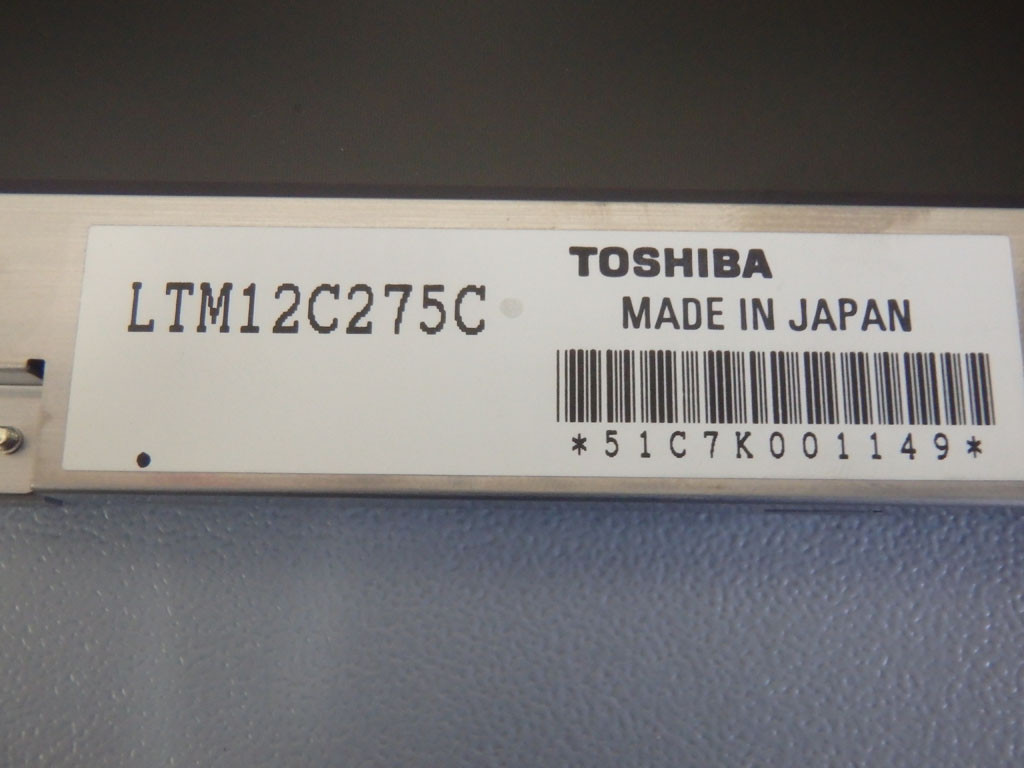 LTM12C275C
TOSHIBA
MADE IN JAPAN
*51C7K001149*